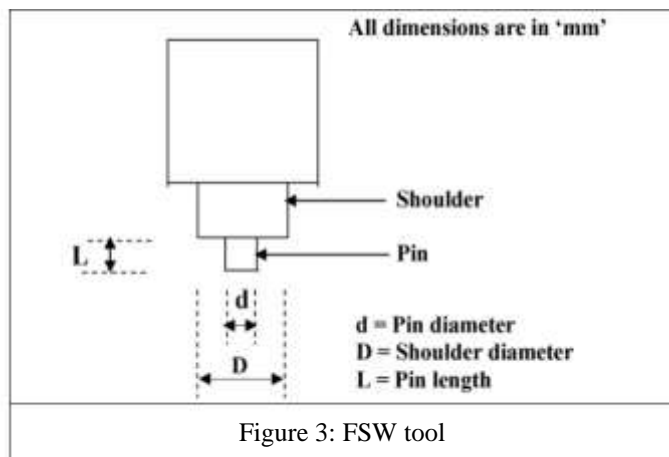 All dimensions are in ‘mm’
Shoulder
Pin
L
d
D
d = Pin diameter
D = Shoulder diameter
L = Pin length
Figure 3: FSW tool